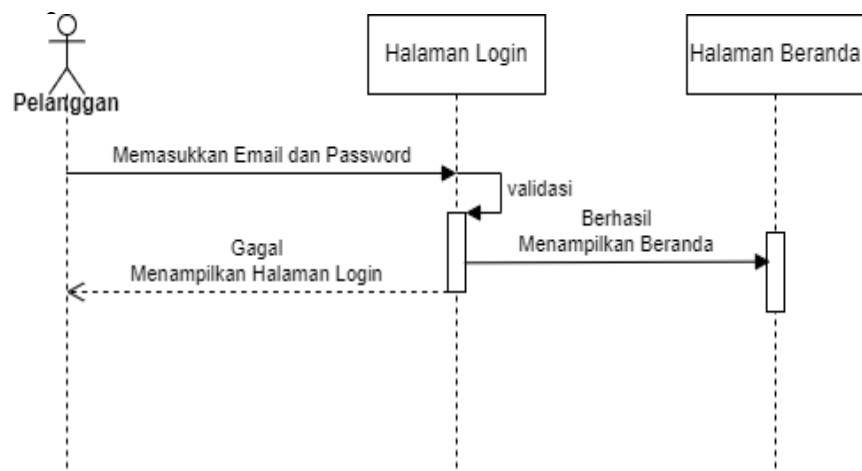 Halaman Login
Halaman Beranda
Pelanggan
Memasukkan Email dan Password
validasi
Berhasil
Menampilkan Beranda
Gagal
Menampilkan Halaman Login